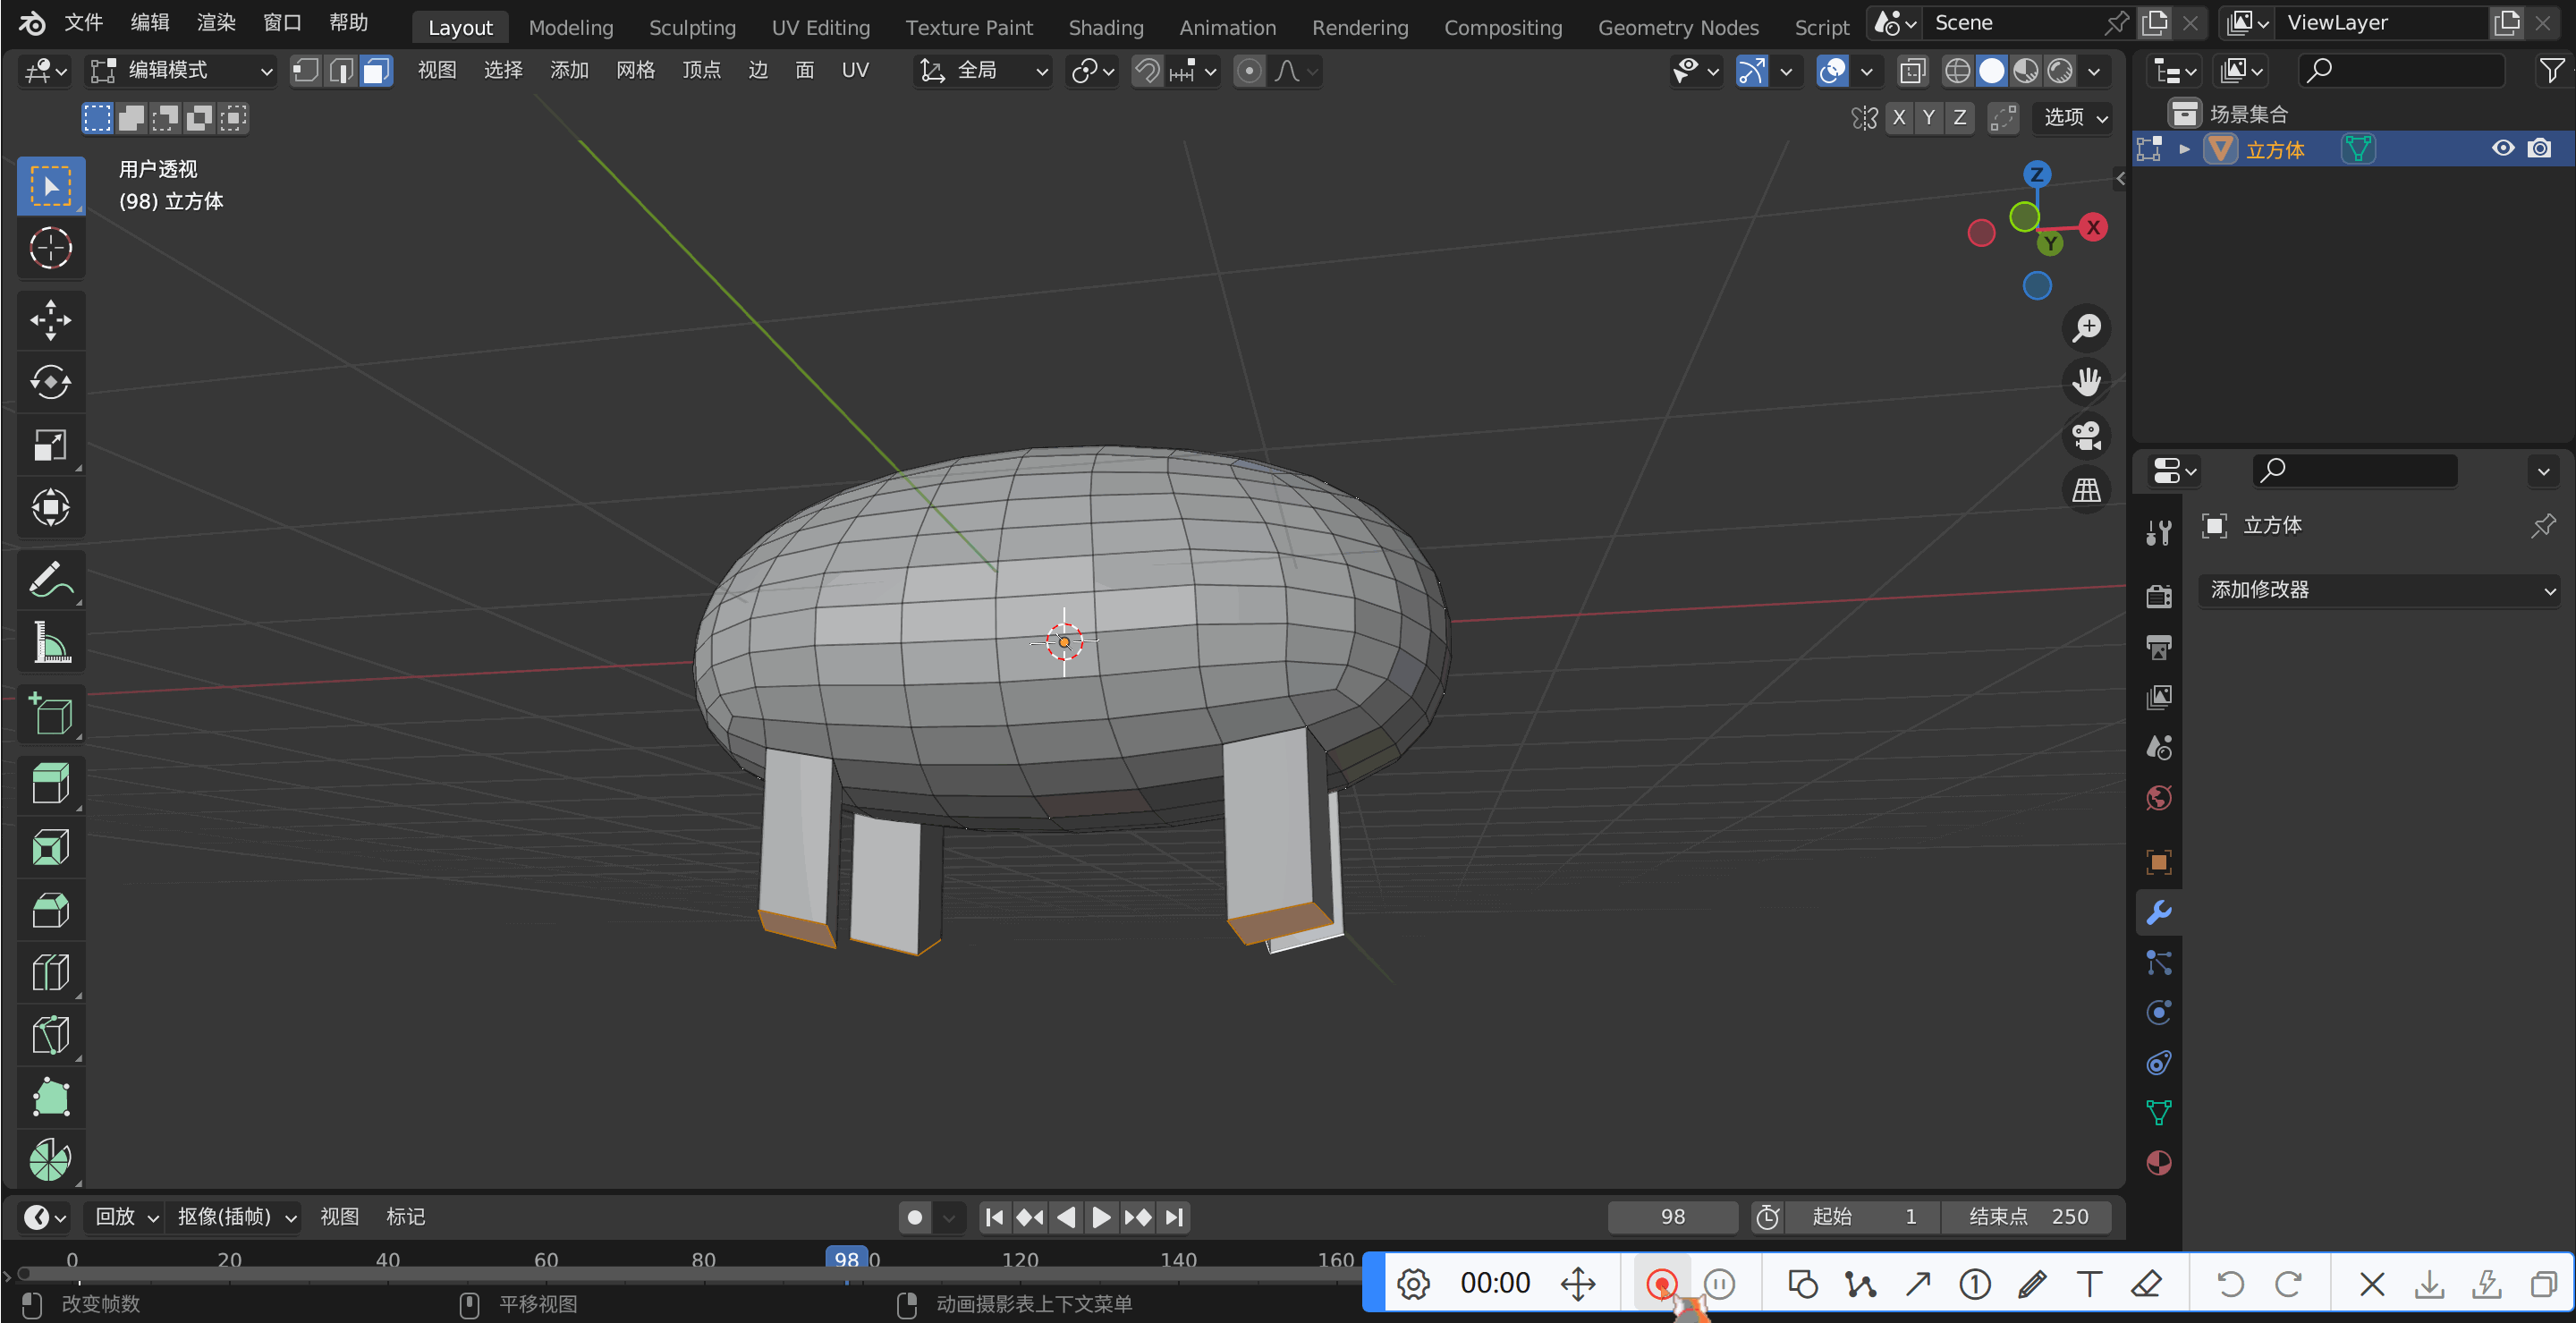 文件 编辑 渲染 窗口 帮助 Layout Modeling Sculpting UV Editing Texture Paint Shading Animation Rendering Compositing Geometry Nodes Script Scene ViewLayer
编辑模式 视图 选择 添加 网格 顶点 边 面 UV 全局
X Y Z 选项
场景集合
立方体
用户透视
(98) 立方体
Z
X
Y
立方体
添加修改器
回放 抠像(插帧) 视图 标记 98 起始 1 结束点 250
0 20 40 60 80 98 0 120 140 160
00:00 1 T
改变帧数 平移视图 动画摄影表上下文菜单